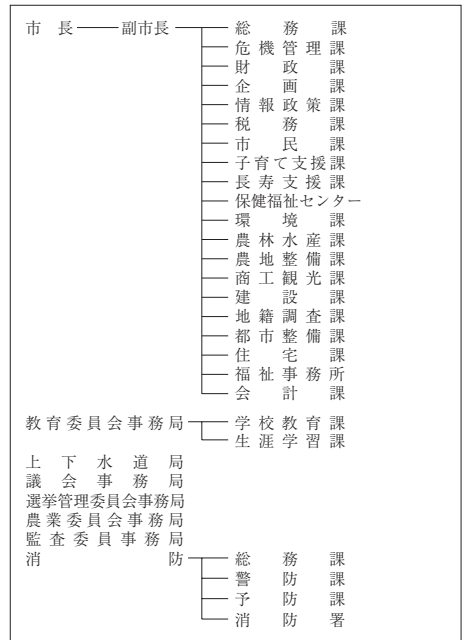 市長 副市長 総務課
危機管理課
財政課
企画課
情報政策課
税務課
市民課
子育て支援課
長寿支援課
保健福祉センター
環境課
農林水産課
農地整備課
商工観光課
建設課
地籍調査課
都市整備課
住宅課
福祉事務所
会計課
教育委員会事務局 学校教育課
生涯学習課
上下水道局
議会事務局
選挙管理委員会事務局
農業委員会事務局
監査委員事務局
消防 総務課
警防課
予防課
消防署